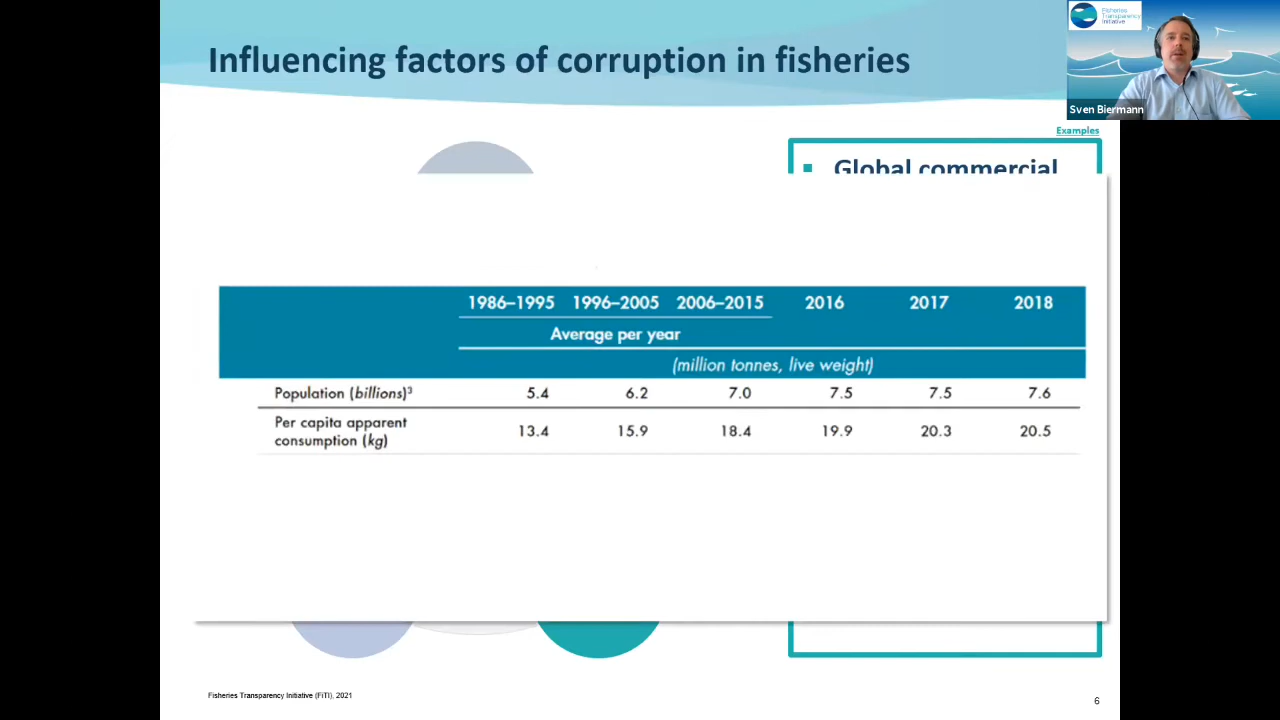 Influencing factors of corruption in fisheries
Fisheries
Transparency
Initiative
Sven Biermann
Examples
Global commercial
1986–1995 1996–2005 2006–2015 2016 2017 2018
Average per year
(million tonnes, live weight)
Population (billions)³ 5.4 6.2 7.0 7.5 7.5 7.6
Per capita apparent
consumption (kg) 13.4 15.9 18.4 19.9 20.3 20.5
Fisheries Transparency Initiative (FiTI), 2021
6